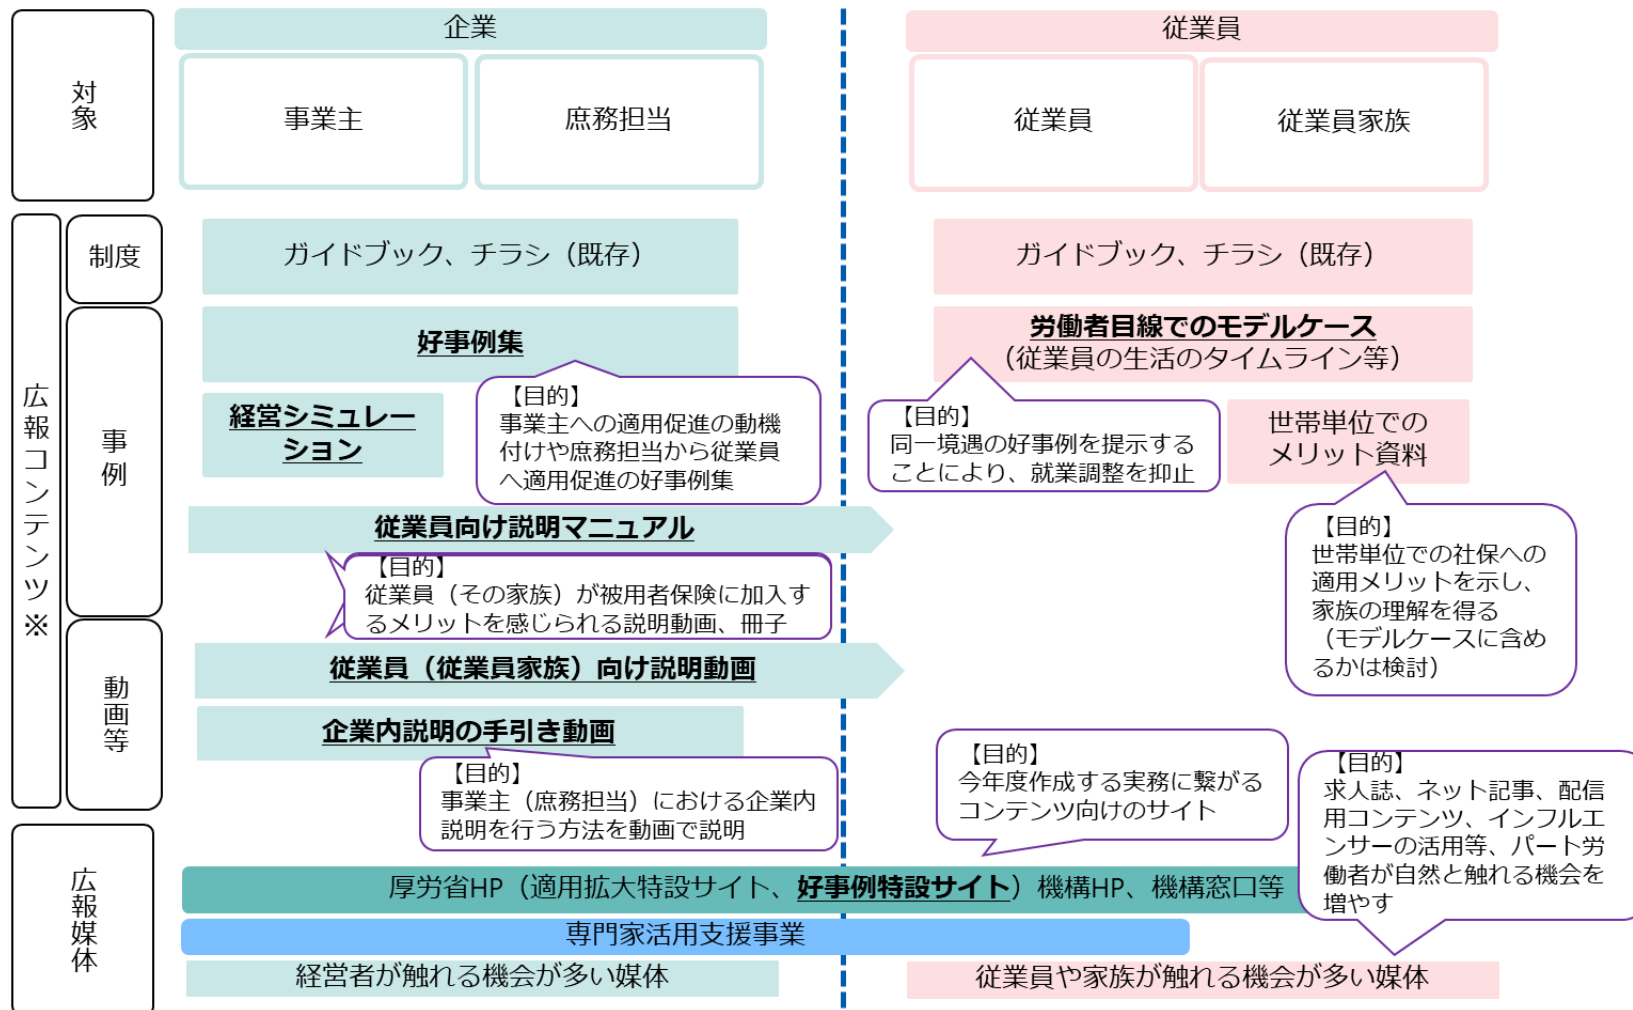 対象
企業
事業主
庶務担当
従業員
従業員
従業員家族
広報コンテンツ※
制度
ガイドブック、チラシ（既存）
ガイドブック、チラシ（既存）
事例
好事例集
【目的】
事業主への適用促進の動機
付けや庶務担当から従業員
へ適用促進の好事例集
経営シミュレー
ション
労働者目線でのモデルケース
（従業員の生活のタイムライン等）
【目的】
同一境遇の好事例を提示する
ことにより、就業調整を抑止
世帯単位での
メリット資料
【目的】
世帯単位での社保への
適用メリットを示し、
家族の理解を得る
（モデルケースに含め
るかは検討）
従業員向け説明マニュアル
【目的】
従業員（その家族）が被用者保険に加入す
るメリットを感じられる説明動画、冊子
動画等
従業員（従業員家族）向け説明動画
企業内説明の手引き動画
【目的】
事業主（庶務担当）における企業内
説明を行う方法を動画で説明
【目的】
今年度作成する実務に繋がる
コンテンツ向けのサイト
【目的】
求人誌、ネット記事、配信
用コンテンツ、インフルエ
ンサーの活用等、パート労
働者が自然と触れる機会を
増やす
広報媒体
厚労省HP（適用拡大特設サイト、好事例特設サイト）機構HP、機構窓口等
専門家活用支援事業
経営者が触れる機会が多い媒体
従業員や家族が触れる機会が多い媒体